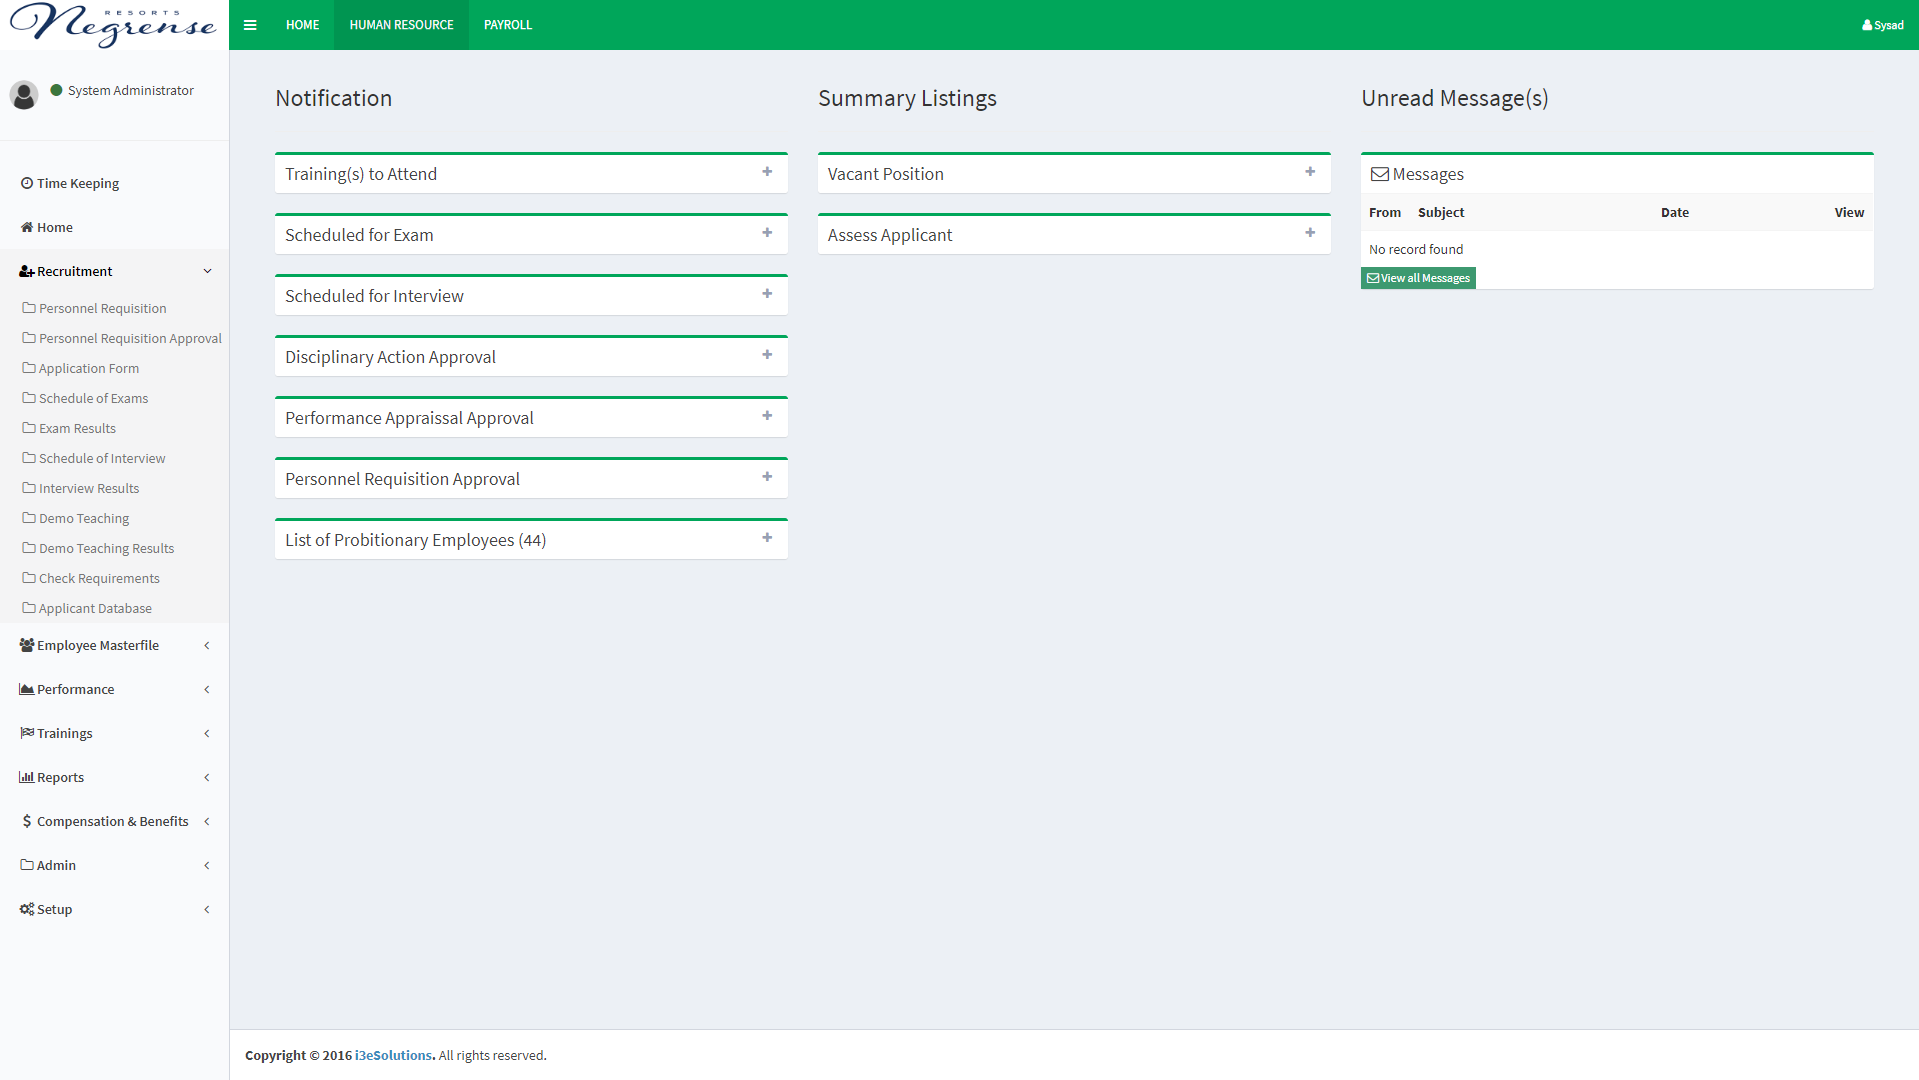 RESORTS
Negrense
HOME
HUMAN RESOURCE
PAYROLL
Sysad
System Administrator
Time Keeping
Home
Recruitment
Personnel Requisition
Personnel Requisition Approval
Application Form
Schedule of Exams
Exam Results
Schedule of Interview
Interview Results
Demo Teaching
Demo Teaching Results
Check Requirements
Applicant Database
Employee Masterfile
Performance
Trainings
Reports
Compensation & Benefits
Admin
Setup
Notification
Training(s) to Attend
Scheduled for Exam
Scheduled for Interview
Disciplinary Action Approval
Performance Appraissal Approval
Personnel Requisition Approval
List of Probitionary Employees (44)
Summary Listings
Vacant Position
Assess Applicant
Unread Message(s)
Messages
From Subject Date View
No record found
View all Messages
Copyright © 2016 i3eSolutions. All rights reserved.